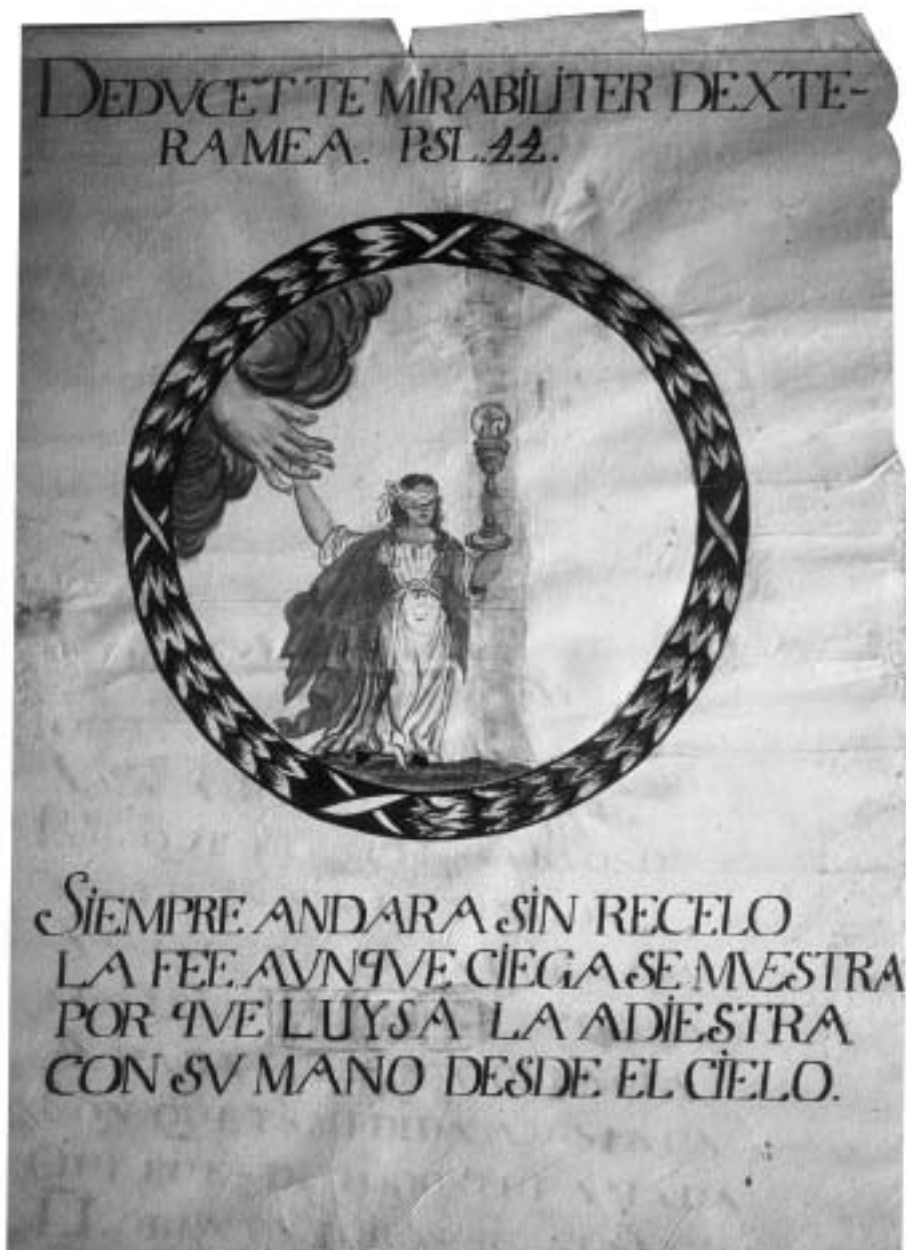 DEDVCET TE MIRABILITER DEXTE-
RA MEA. PSL. 44.
SIEMPRE ANDARA SIN RECELO
LA FEE AVNQVE CIEGA SE MVESTRA
POR QVE LUYSA LA ADIESTRA
CON SV MANO DESDE EL CIELO.